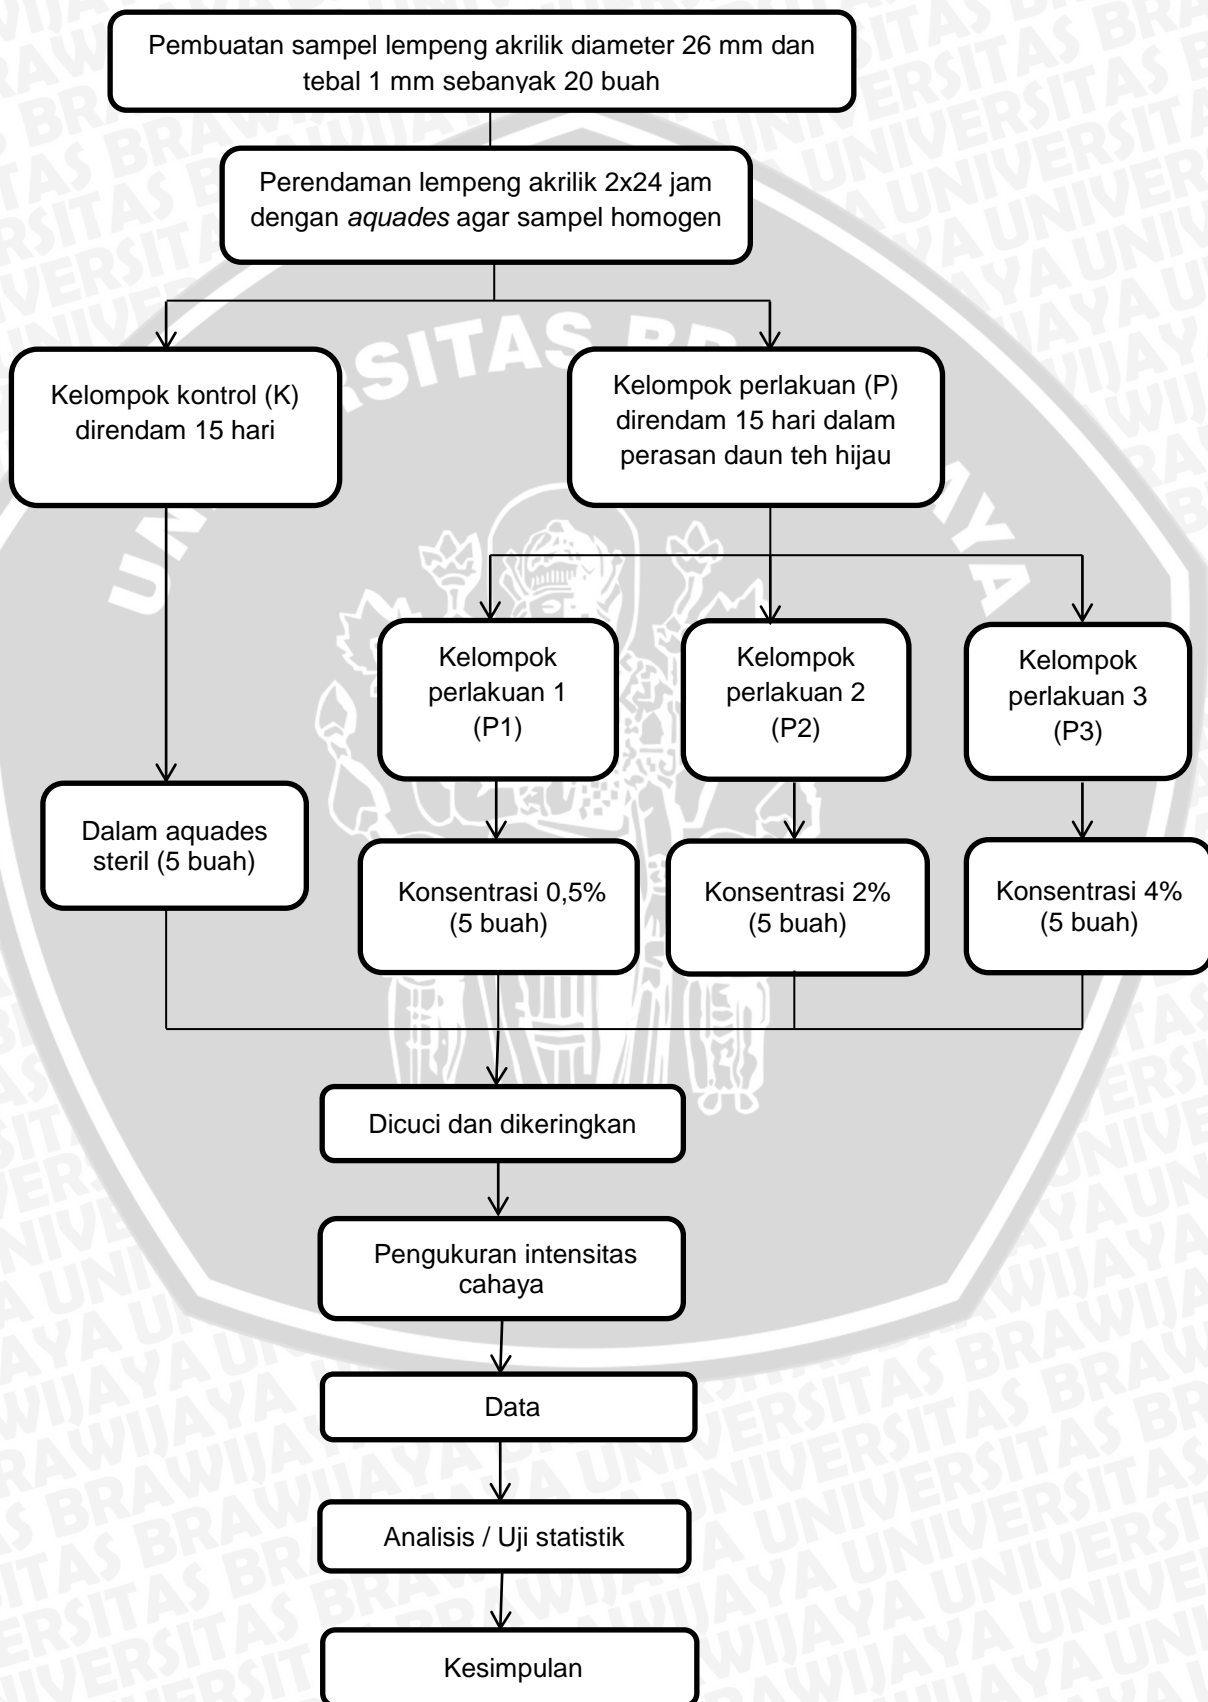 Pembuatan sampel lempeng akrilik diameter 26 mm dan
tebal 1 mm sebanyak 20 buah
Perendaman lempeng akrilik 2x24 jam
dengan aquades agar sampel homogen
Kelompok kontrol (K)
direndam 15 hari
Kelompok perlakuan (P)
direndam 15 hari dalam
perasan daun teh hijau
Kelompok
perlakuan 1
(P1)
Kelompok
perlakuan 2
(P2)
Kelompok
perlakuan 3
(P3)
Dalam aquades
steril (5 buah)
Konsentrasi 0,5%
(5 buah)
Konsentrasi 2%
(5 buah)
Konsentrasi 4%
(5 buah)
Dicuci dan dikeringkan
Pengukuran intensitas
cahaya
Data
Analisis / Uji statistik
Kesimpulan